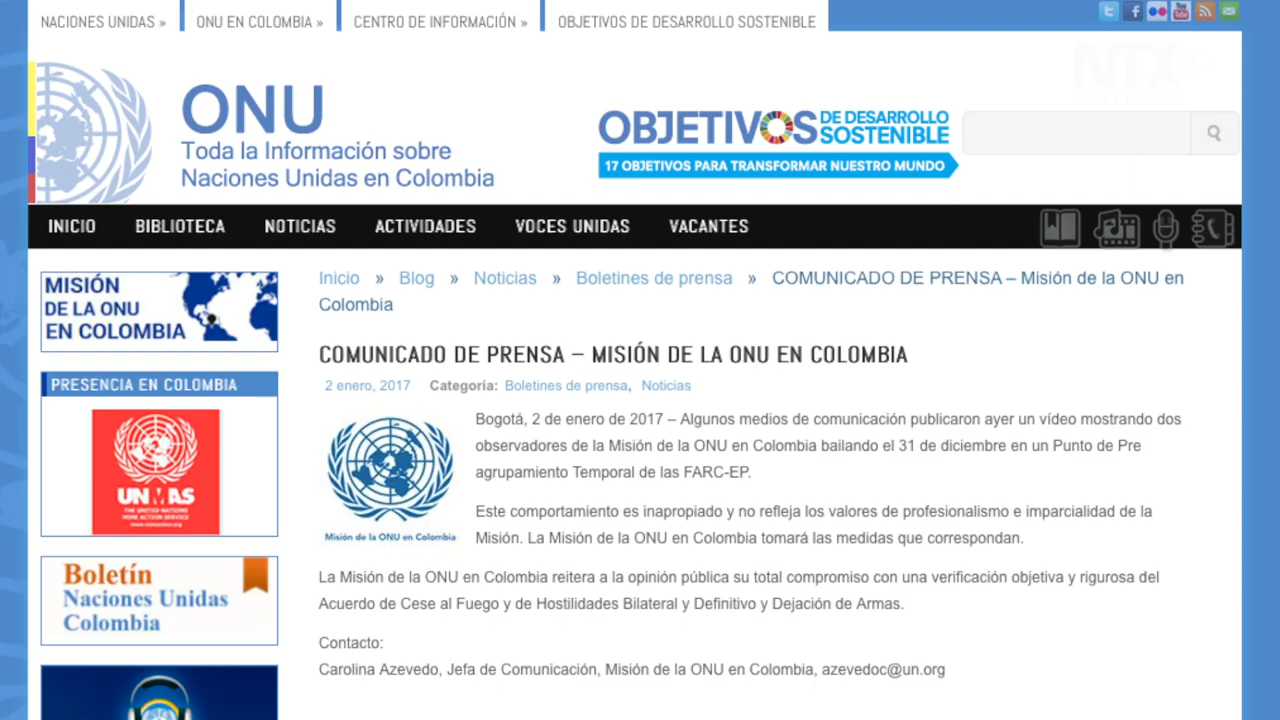 NACIONES UNIDAS »
ONU EN COLOMBIA »
CENTRO DE INFORMACIÓN »
OBJETIVOS DE DESARROLLO SOSTENIBLE
NTX
ONU
Toda la Información sobre
Naciones Unidas en Colombia
OBJETIVOS DE DESARROLLO
SOSTENIBLE
17 OBJETIVOS PARA TRANSFORMAR NUESTRO MUNDO
INICIO
BIBLIOTECA
NOTICIAS
ACTIVIDADES
VOCES UNIDAS
VACANTES
MISIÓN
DE LA ONU
EN COLOMBIA
PRESENCIA EN COLOMBIA
UNMAS
THE UNITED NATIONS
MINE ACTION SERVICE
www.mineaction.org
Boletín
Naciones Unidas
Colombia
Inicio » Blog » Noticias » Boletines de prensa » COMUNICADO DE PRENSA – Misión de la ONU en
Colombia
COMUNICADO DE PRENSA – MISIÓN DE LA ONU EN COLOMBIA
2 enero, 2017 Categoría: Boletines de prensa, Noticias
Misión de la ONU en Colombia
Bogotá, 2 de enero de 2017 – Algunos medios de comunicación publicaron ayer un vídeo mostrando dos
observadores de la Misión de la ONU en Colombia bailando el 31 de diciembre en un Punto de Pre
agrupamiento Temporal de las FARC-EP.
Este comportamiento es inapropiado y no refleja los valores de profesionalismo e imparcialidad de la
Misión. La Misión de la ONU en Colombia tomará las medidas que correspondan.
La Misión de la ONU en Colombia reitera a la opinión pública su total compromiso con una verificación objetiva y rigurosa del
Acuerdo de Cese al Fuego y de Hostilidades Bilateral y Definitivo y Dejación de Armas.
Contacto:
Carolina Azevedo, Jefa de Comunicación, Misión de la ONU en Colombia, azevedoc@un.org